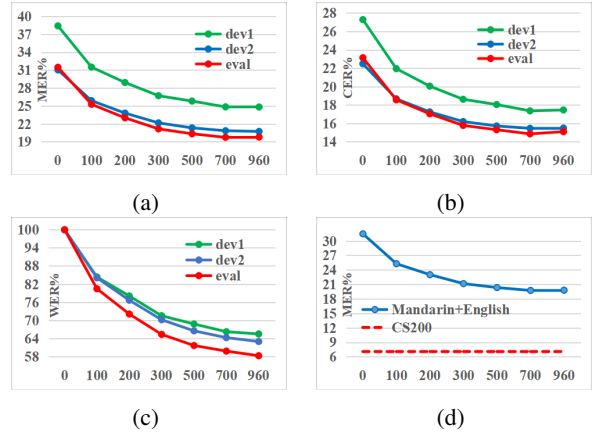 MER%
40
37
34
31
28
25
22
19
dev1
dev2
eval
0 100 200 300 500 700 960
(a)
CER%
28
26
24
22
20
18
16
14
dev1
dev2
eval
0 100 200 300 500 700 960
(b)
WER%
100
94
88
82
76
70
64
58
dev1
dev2
eval
0 100 200 300 500 700 960
(c)
MER%
30
27
24
21
18
15
12
9
6
Mandarin+English
CS200
0 100 200 300 500 700 960
(d)